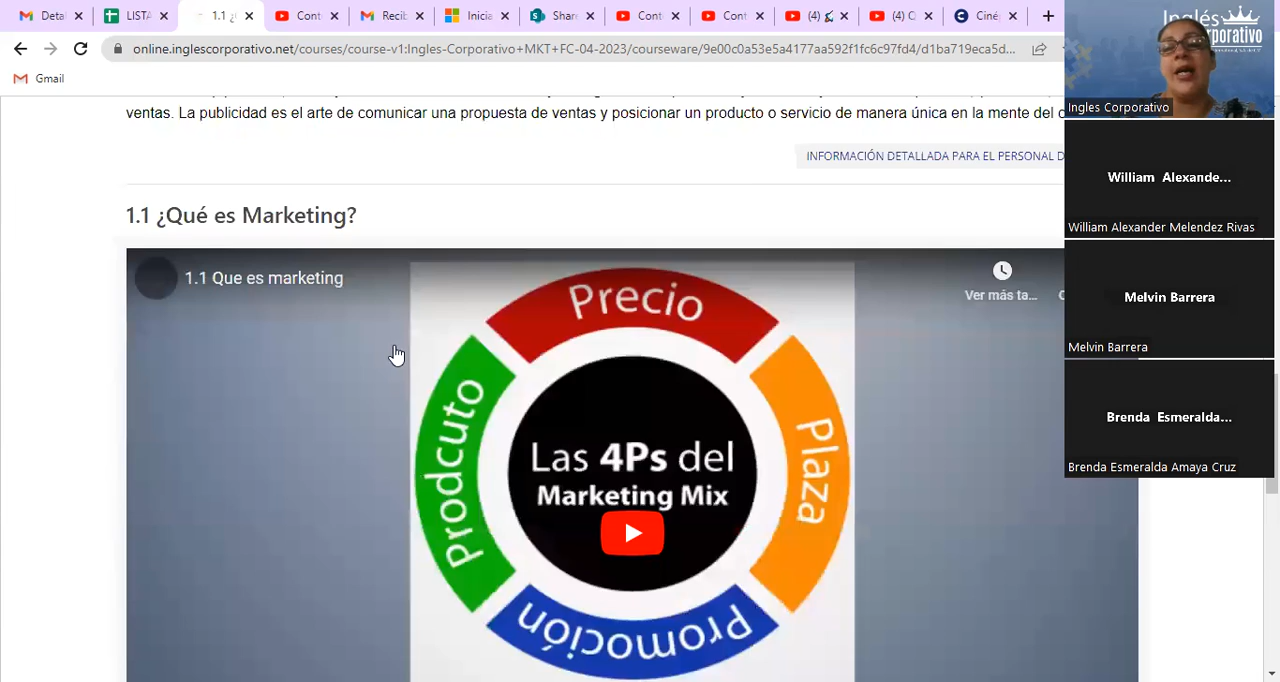 Detal
LISTA
1.1 ¿
Cont
Recib
Inicia
Share
Cont
Cont
(4)
(4) C
Ciné
online.inglescorporativo.net/courses/course-v1:Ingles-Corporativo+MKT+FC-04-2023/courseware/9e00c0a53e5a4177aa592f1fc6c97fd4/d1ba719eca5d...
Gmail
ventas. La publicidad es el arte de comunicar una propuesta de ventas y posicionar un producto o servicio de manera única en la mente del c
INFORMACIÓN DETALLADA PARA EL PERSONAL D
1.1 ¿Qué es Marketing?
1.1 Que es marketing
Ver más ta...
Precio
Prodcuto
Plaza
Las 4Ps del
Marketing Mix
Promoción
Inglés
rporativo
Ingles Corporativo
William Alexande...
William Alexander Melendez Rivas
Melvin Barrera
Melvin Barrera
Brenda Esmeralda...
Brenda Esmeralda Amaya Cruz